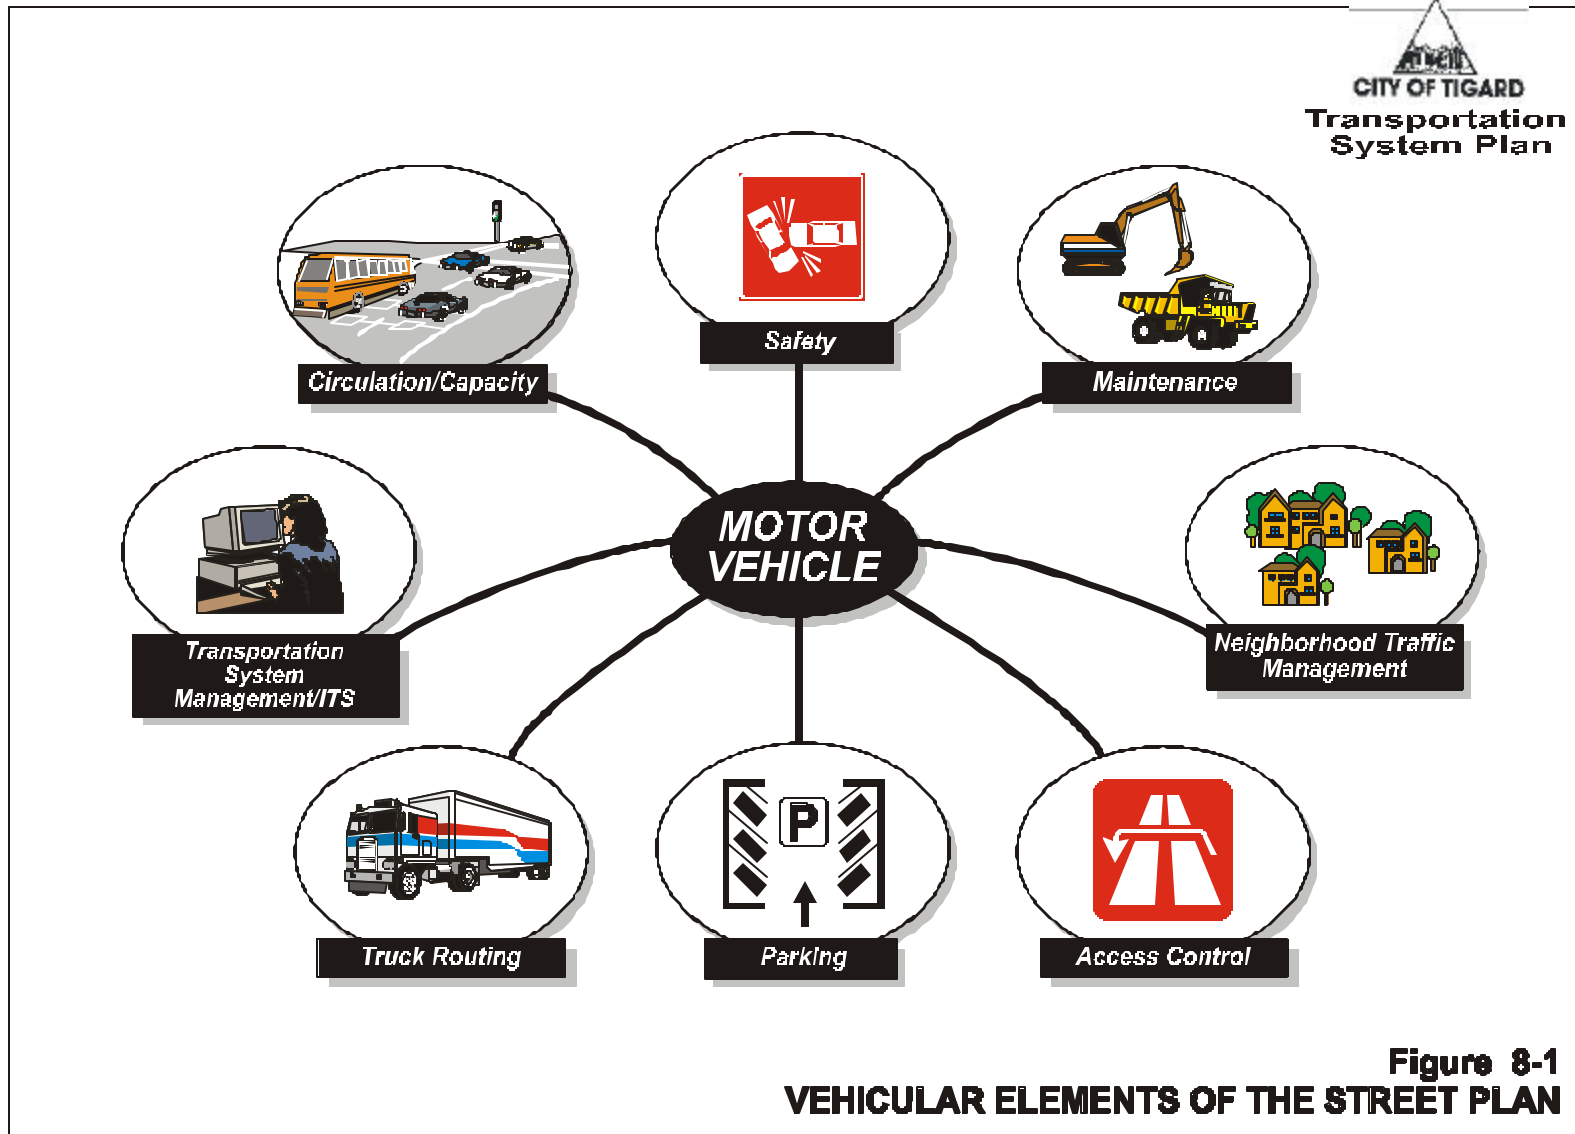 CITY OF TIGARD
Transportation
System Plan
Safety
Circulation/Capacity
Maintenance
MOTOR
VEHICLE
Transportation
System
Management/ITS
Neighborhood Traffic
Management
P
Truck Routing
Parking
Access Control
Figure 8-1
VEHICULAR ELEMENTS OF THE STREET PLAN